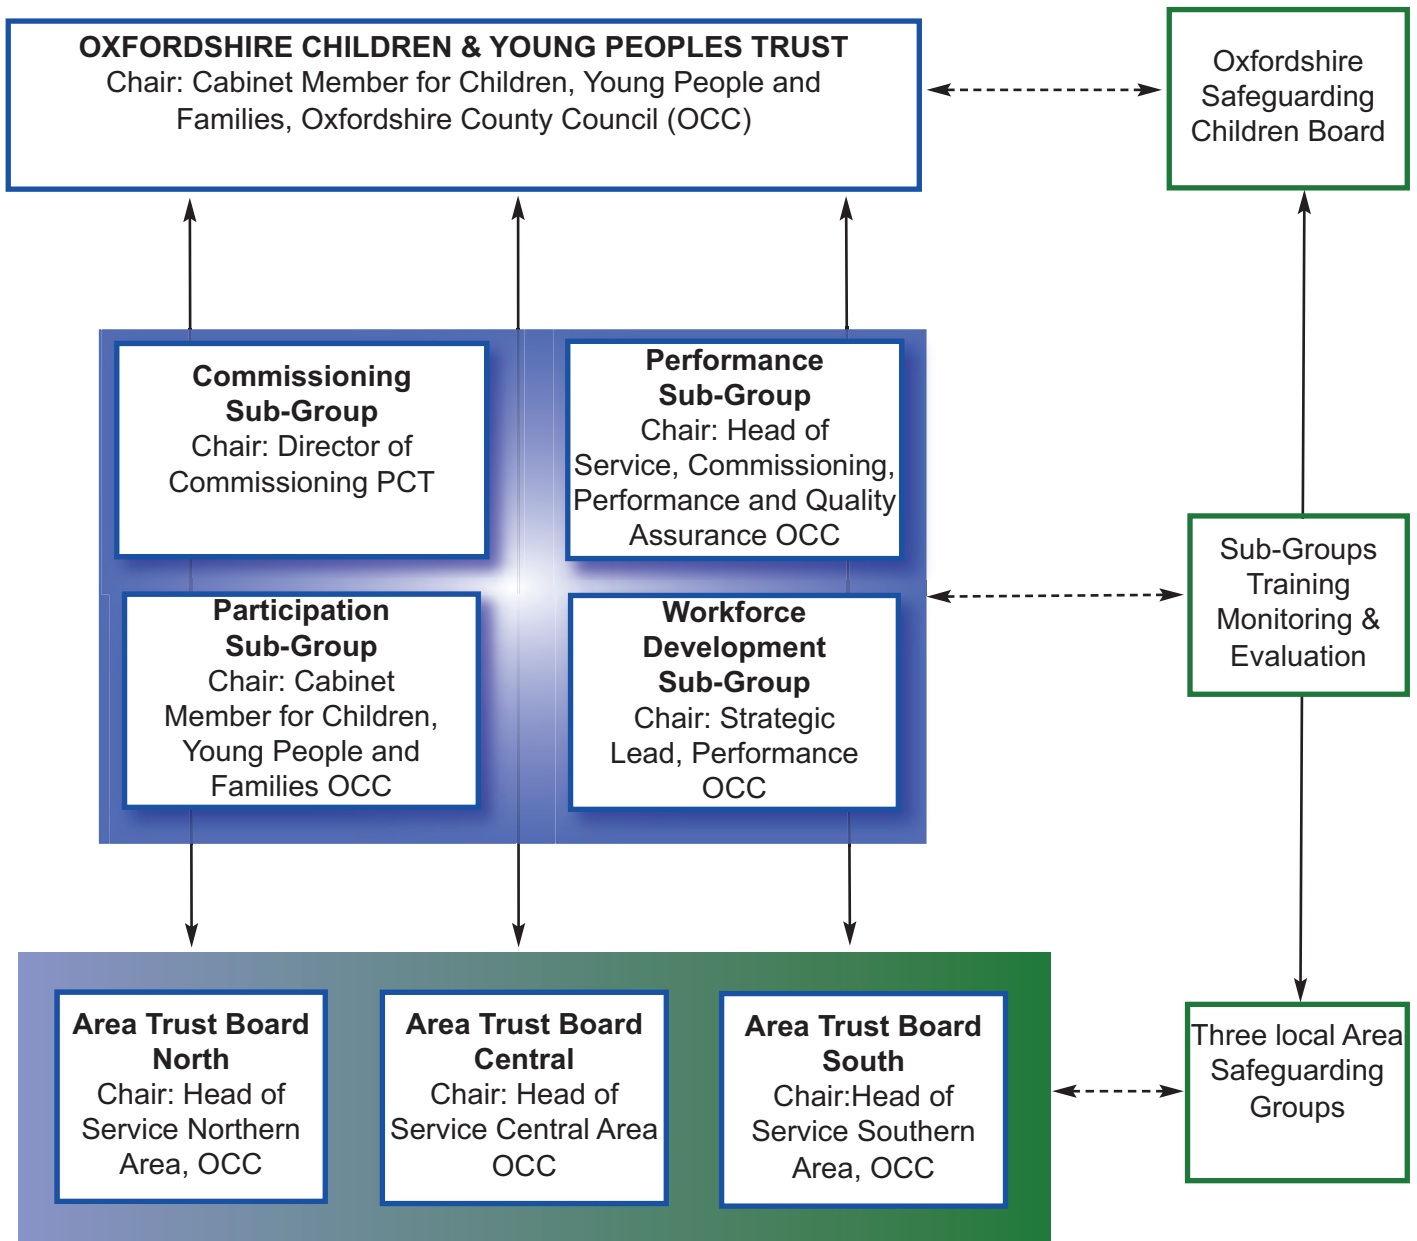 OXFORDSHIRE CHILDREN & YOUNG PEOPLES TRUST
Chair: Cabinet Member for Children, Young People and
Families, Oxfordshire County Council (OCC)
Oxfordshire
Safeguarding
Children Board
Commissioning
Sub-Group
Chair: Director of
Commissioning PCT
Performance
Sub-Group
Chair: Head of
Service, Commissioning,
Performance and Quality
Assurance OCC
Participation
Sub-Group
Chair: Cabinet
Member for Children,
Young People and
Families OCC
Workforce
Development
Sub-Group
Chair: Strategic
Lead, Performance
OCC
Sub-Groups
Training
Monitoring &
Evaluation
Area Trust Board
North
Chair: Head of
Service Northern
Area, OCC
Area Trust Board
Central
Chair: Head of
Service Central Area
OCC
Area Trust Board
South
Chair:Head of
Service Southern
Area, OCC
Three local Area
Safeguarding
Groups